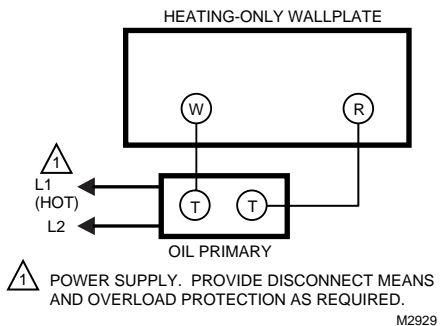 HEATING-ONLY WALLPLATE
W
R
1
L1
(HOT)
L2
T
T
OIL PRIMARY
1 POWER SUPPLY. PROVIDE DISCONNECT MEANS
AND OVERLOAD PROTECTION AS REQUIRED.
M2929